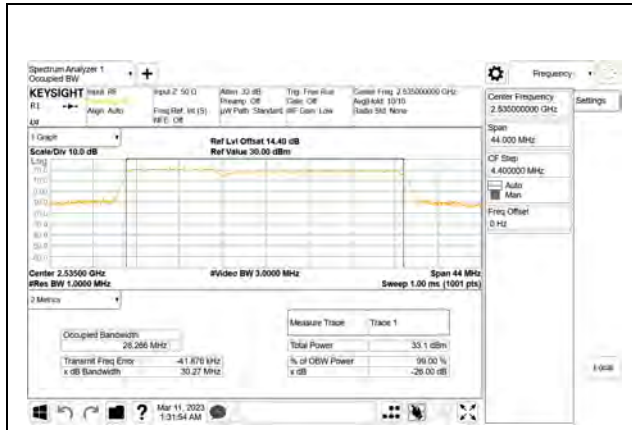 Spectrum Analyzer 1
Occupied BW
+
Frequency
KEYSIGHT Input: RF
Input Z: 50 Ω
Atten: 32 dB
Trig: Free Run
Center Freq: 2.535000000 GHz
Preamp: Off
Gate: Off
Avg|Hold: 10/10
Align: Auto
Freq Ref: Int (S)
µW Path: Standard
#IF Gain: Low
Radio Std: None
NFE: Off
Center Frequency
2.535000000 GHz
Settings
Span
44.000 MHz
CF Step
4.400000 MHz
Auto
Man
Freq Offset
0 Hz
1 Graph
Scale/Div 10.0 dB
Ref Lvl Offset 14.40 dB
Ref Value 30.00 dBm
Log
Center 2.53500 GHz
#Video BW 3.0000 MHz
Span 44 MHz
#Res BW 1.0000 MHz
Sweep 1.00 ms (1001 pts)
2 Metrics
Measure Trace
Trace 1
Occupied Bandwidth
28.266 MHz
Total Power
33.1 dBm
Transmit Freq Error
-41.876 kHz
% of OBW Power
99.00 %
x dB Bandwidth
30.27 MHz
x dB
-26.00 dB
Local
?
Mar 11, 2023
1:31:54 AM